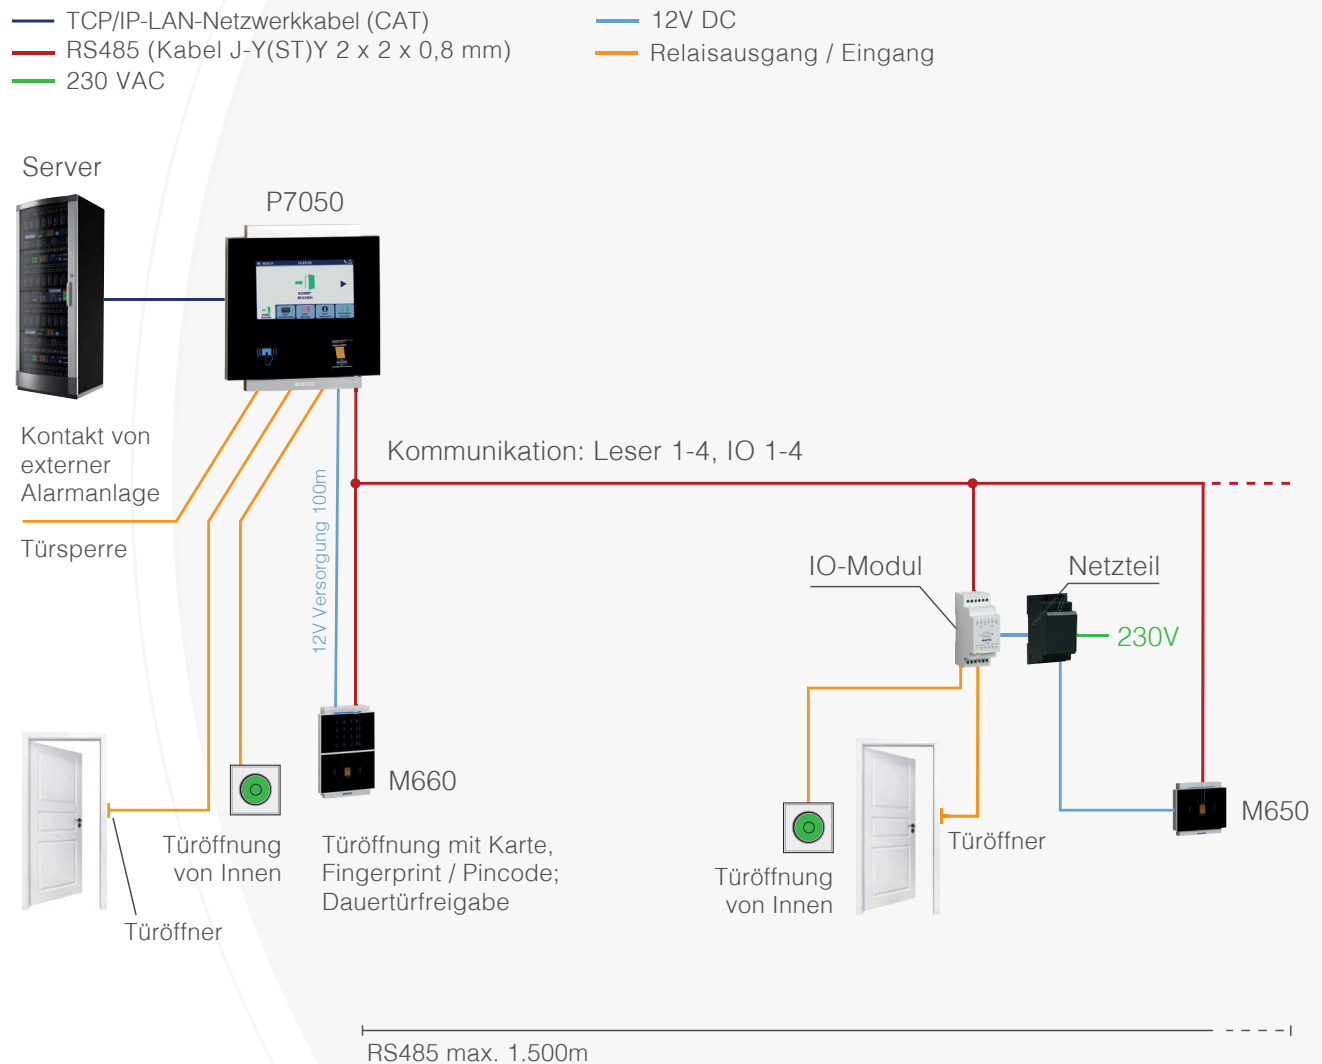 TCP/IP-LAN-Netzwerkkabel (CAT)
RS485 (Kabel J-Y(ST)Y 2 x 2 x 0,8 mm)
230 VAC
12V DC
Relaisausgang / Eingang
Server
P7050
KOMMT
BUCHEN
Kontakt von
externer
Alarmanlage
Türsperre
Kommunikation: Leser 1-4, IO 1-4
12V Versorgung 100m
IO-Modul
Netzteil
230V
M660
M650
Türöffnung
von Innen
Türöffnung mit Karte,
Fingerprint / Pincode;
Dauertürfreigabe
Türöffner
Türöffnung
von Innen
Türöffner
RS485 max. 1.500m